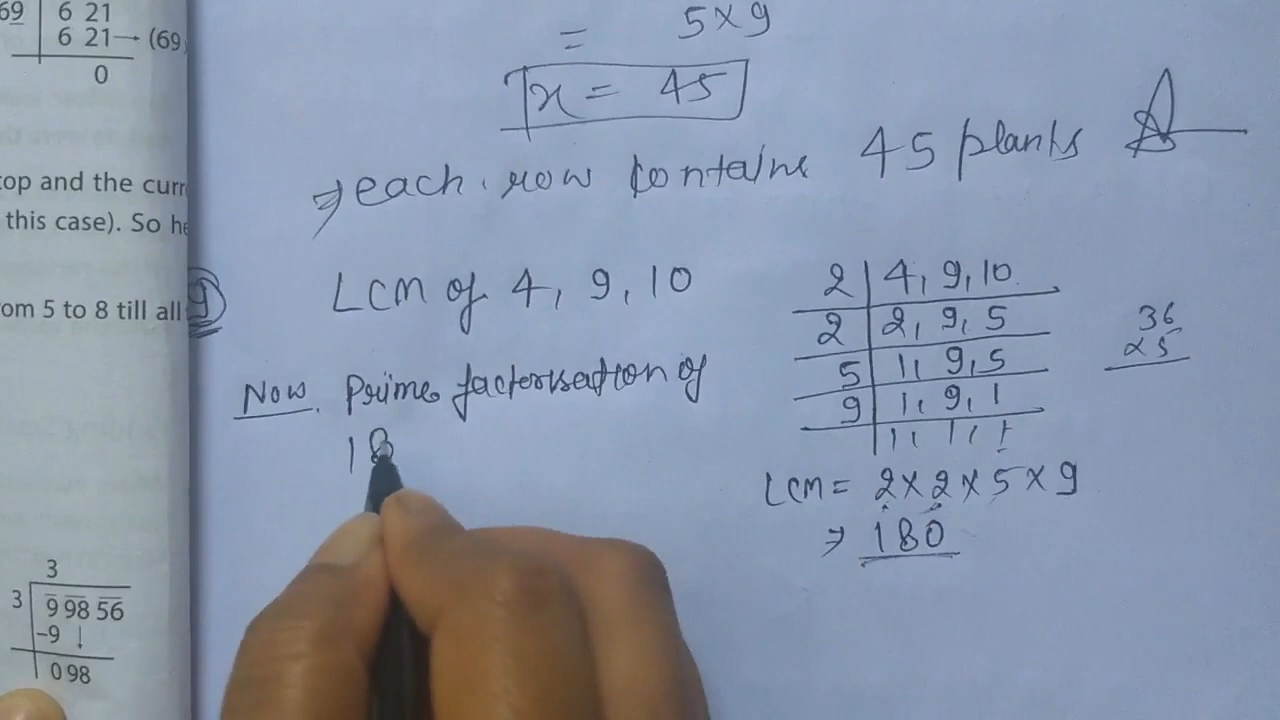 69 6 21
6 21 → (69
0
top and the curr
this case). So he
om 5 to 8 till all
3
3 9 98 56
-9 ↓
0 98
= 5×9
x = 45
⇒ each row contains 45 plants A
9) LCM of 4, 9, 10
Now. Prime factorisation of
18
2 | 4, 9, 10
2 | 2, 9, 5
5 | 1, 9, 5
9 | 1, 9, 1
1, 1, 1
LCM = 2×2×5×9
⇒ 180
36
25